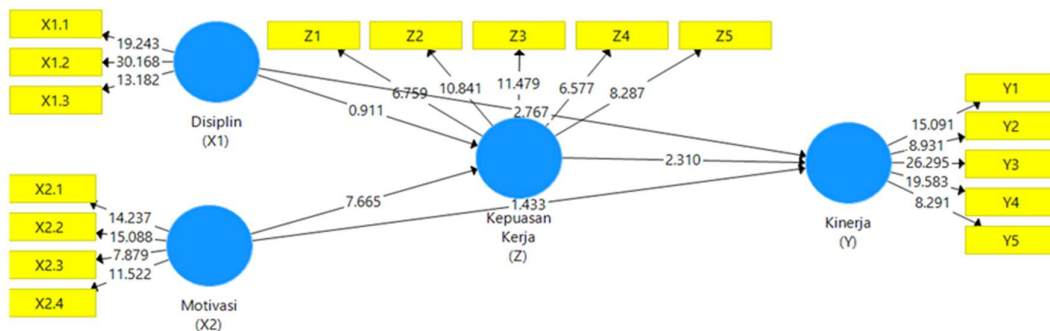 X1.1
X1.2
X1.3
19.243
30.168
13.182
Disiplin
(X1)
Z1
Z2
Z3
Z4
Z5
6.759
10.841
11.479
6.577
8.287
0.911
2.767
7.665
2.310
1.433
Kepuasan
Kerja
(Z)
X2.1
X2.2
X2.3
X2.4
14.237
15.088
7.879
11.522
Motivasi
(X2)
Y1
Y2
Y3
Y4
Y5
15.091
8.931
26.295
19.583
8.291
Kinerja
(Y)